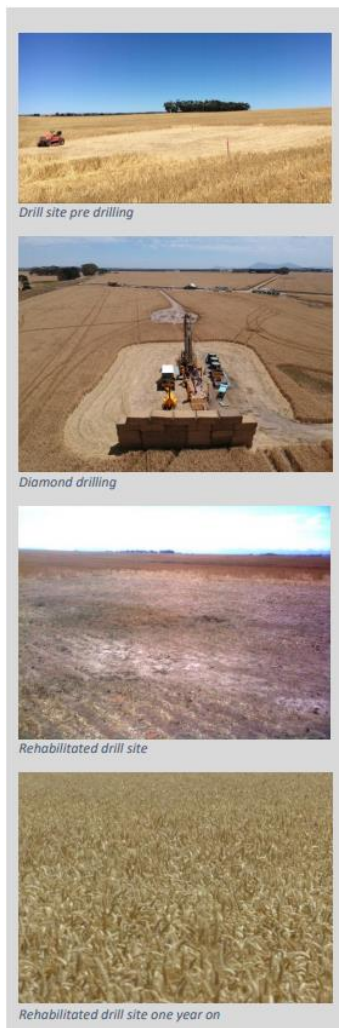 Drill site pre drilling
Diamond drilling
Rehabilitated drill site
Rehabilitated drill site one year on